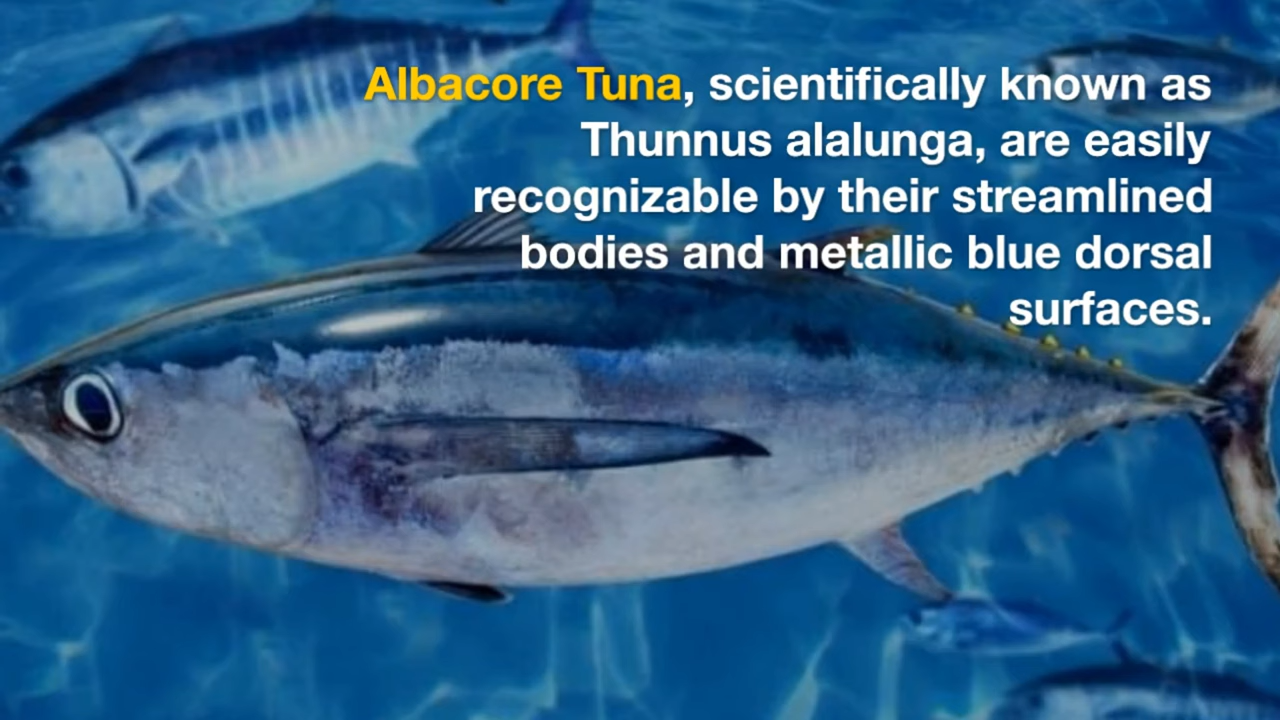 Albacore Tuna, scientifically known as
Thunnus alalunga, are easily
recognizable by their streamlined
bodies and metallic blue dorsal
surfaces.